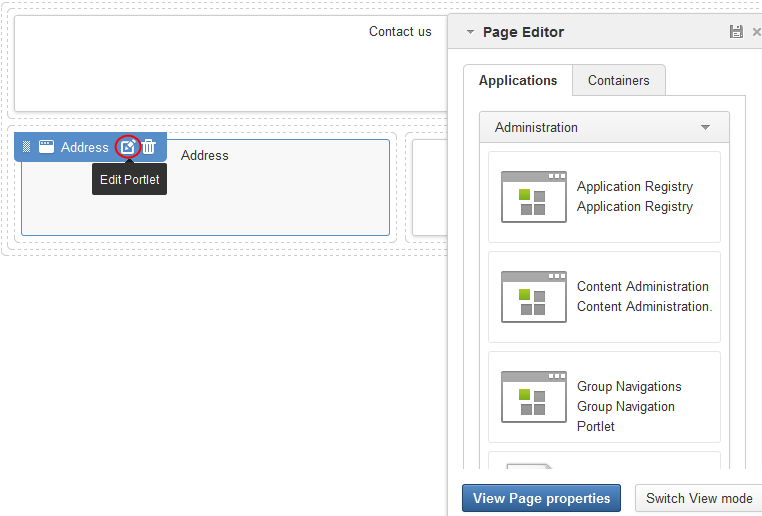 Contact us
Address
Address
Edit Portlet
Page Editor
Applications
Containers
Administration
Application Registry
Application Registry
Content Administration
Content Administration.
Group Navigations
Group Navigation
Portlet
View Page properties
Switch View mode